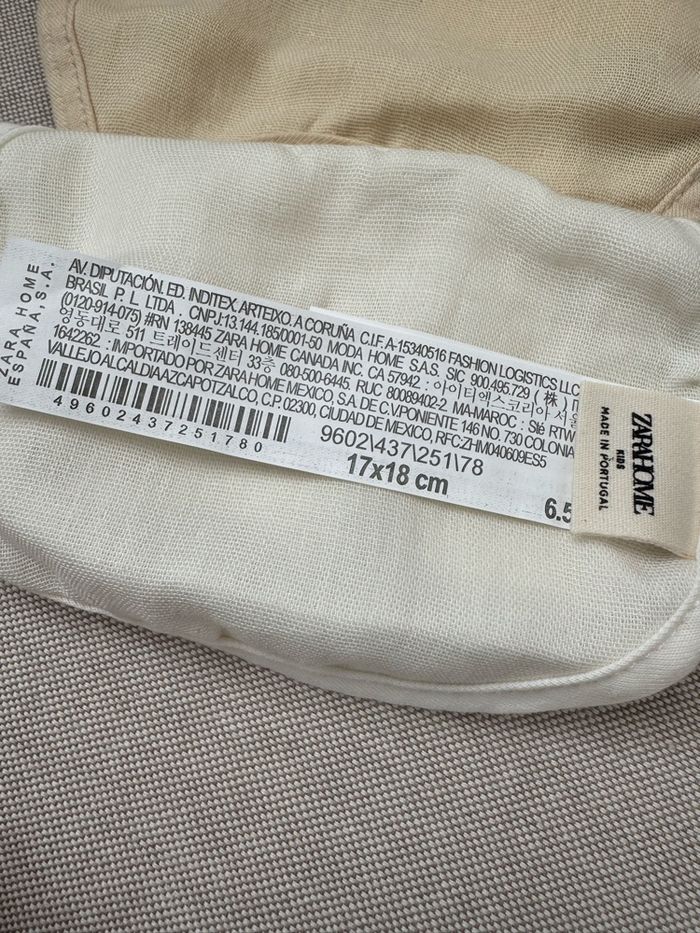 ZARA HOME
ESPAÑA, S.A.
AV. DIPUTACIÓN. ED. INDITEX. ARTEIXO. A CORUÑA C.I.F. A-15340516 FASHION LOGISTICS LLC
BRASIL P. L. LTDA . CNPJ:13.144.185/0001-50 MODA HOME S.A.S. SIC 900.495.729 ( 株 )
(0120-914-075) #RN 138445 ZARA HOME CANADA INC. CA 57942 : 아이티엑스코리아 서울
영동대로 511 트레이드센터 33층 080-500-6445 RUC 80089402-2 MA-MAROC : Slé RTW
1642262 : IMPORTADO POR ZARA HOME MEXICO, S.A. DE C.V.PONIENTE 146 NO. 730 COLONIA
VALLEJO ALCALDIA AZCAPOTZALCO, C.P. 02300, CIUDAD DE MEXICO, RFC:ZHM040609ES5
49602437251780
9602\437\251\78
17x18 cm
6.5
ZARA HOME
KIDS
MADE IN PORTUGAL